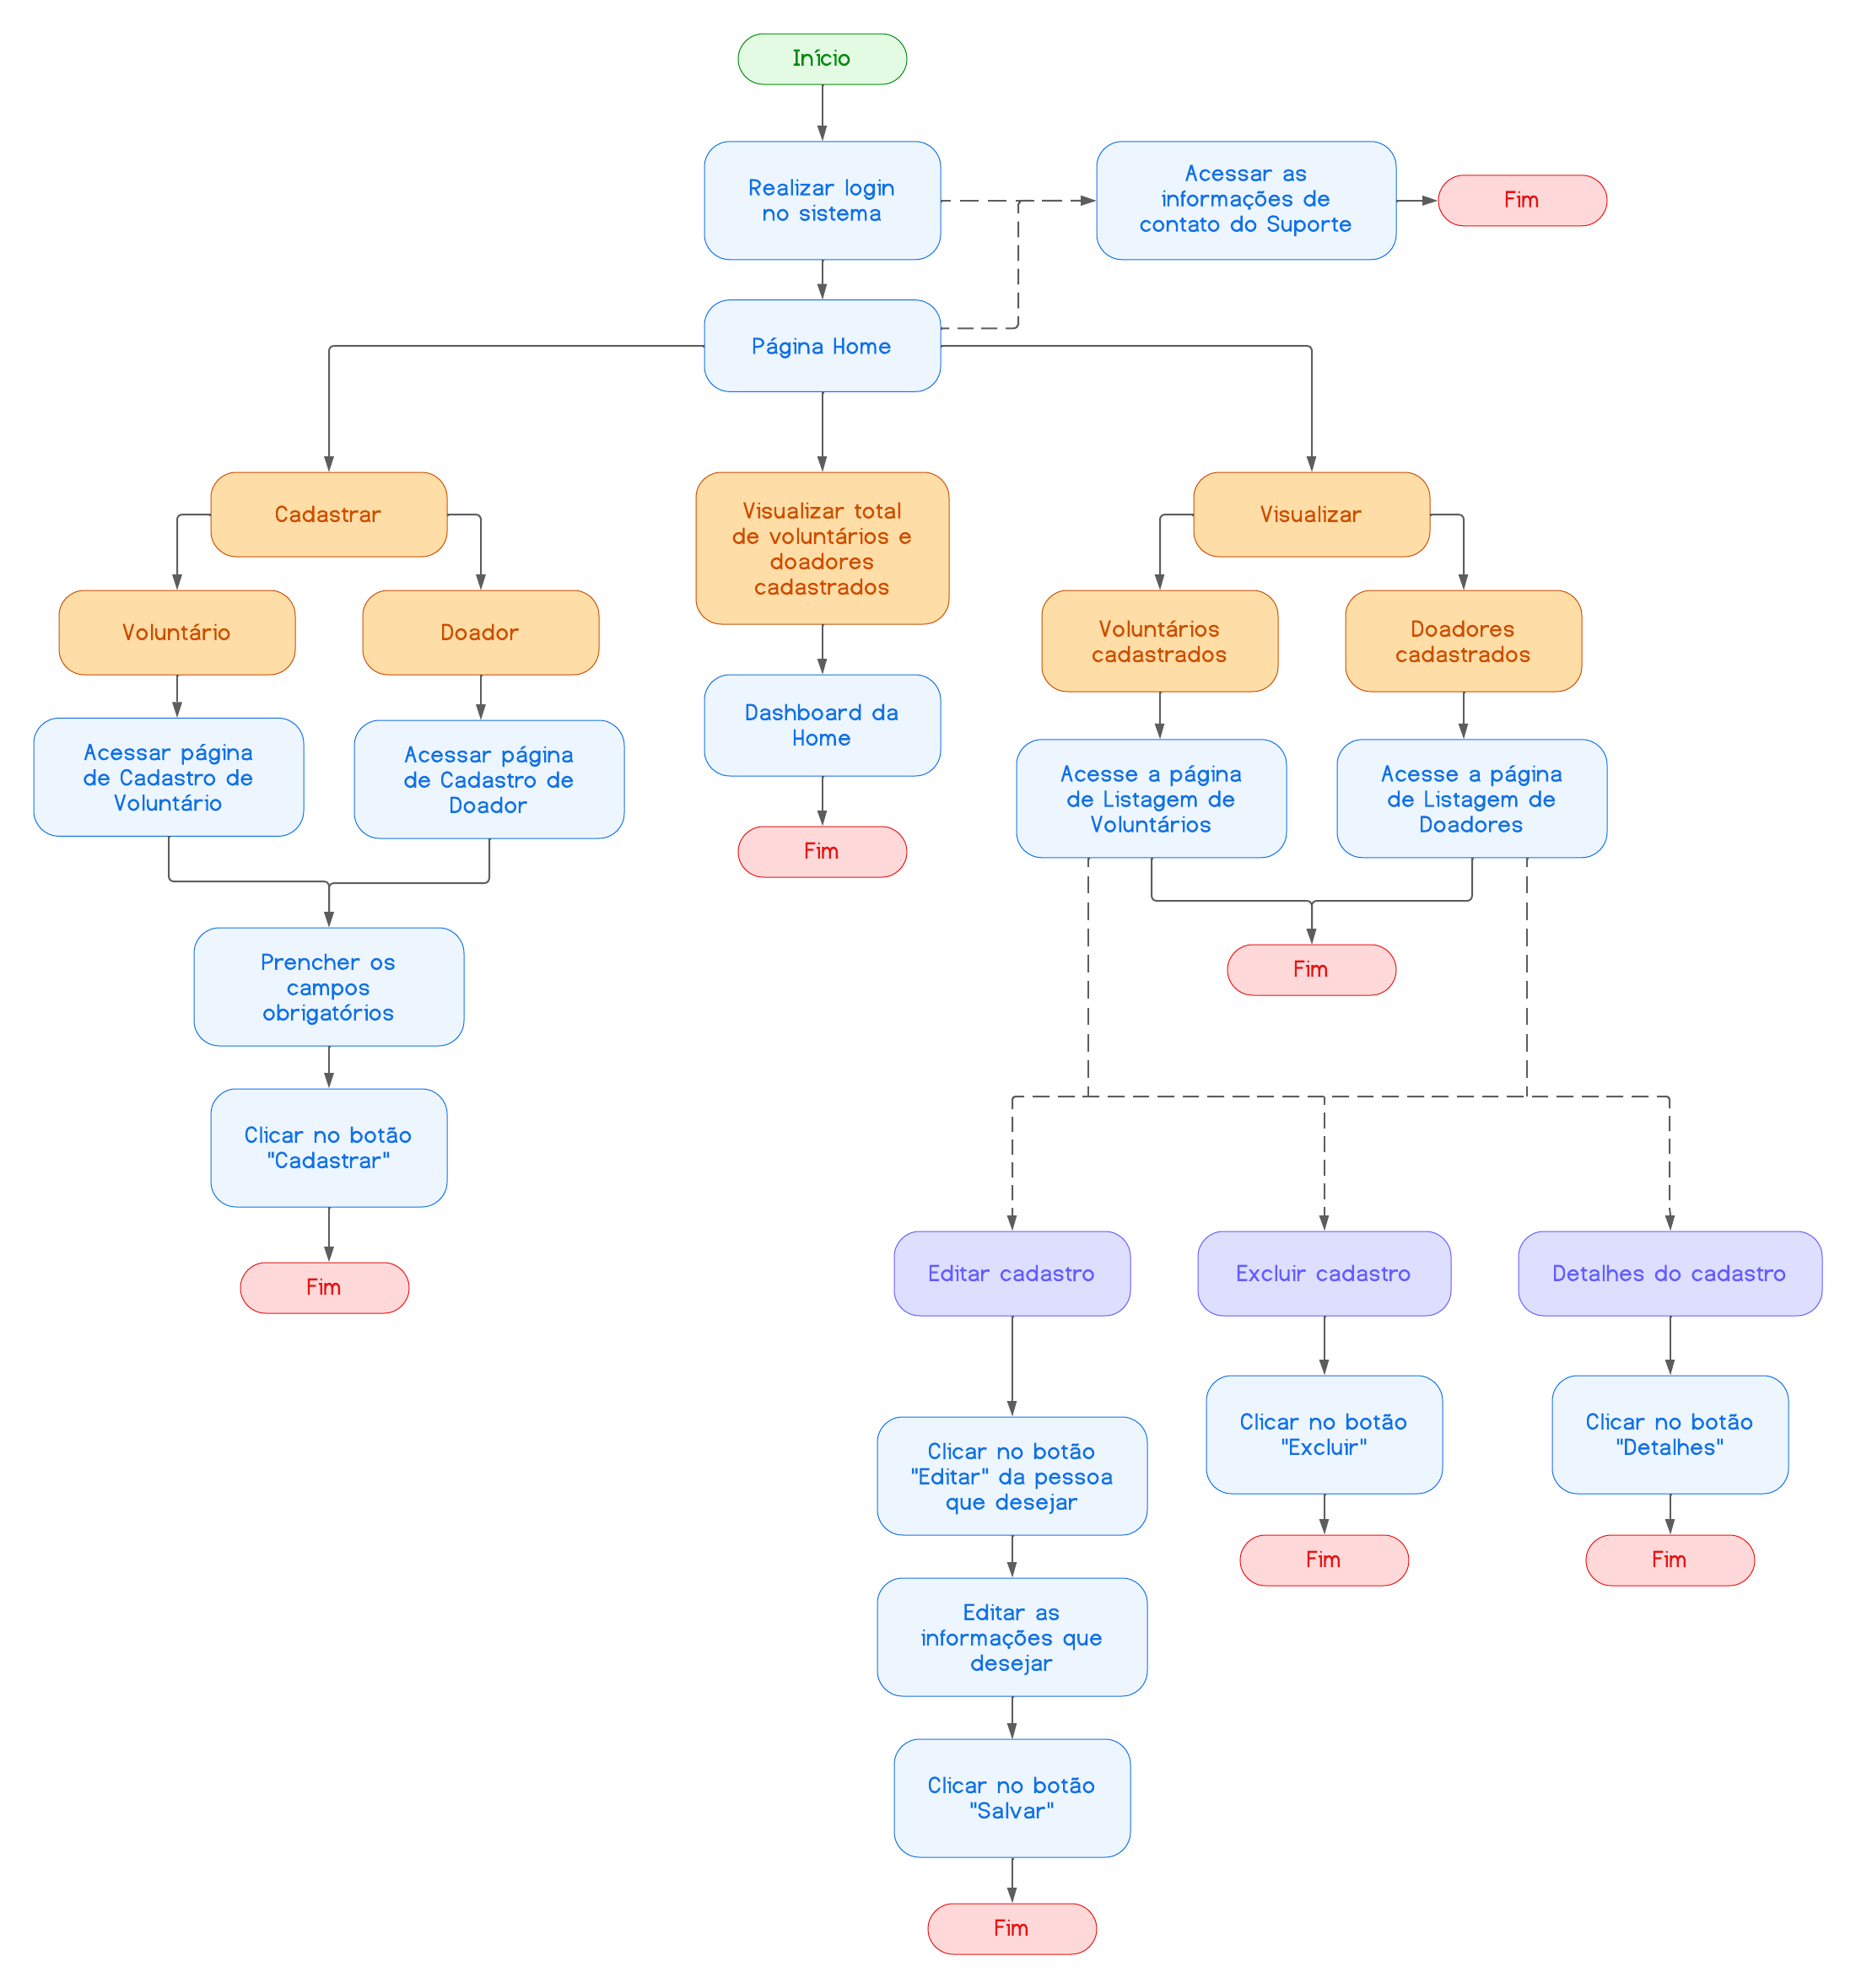 Início
Realizar login
no sistema
Acessar as
informações de
contato do Suporte
Fim
Página Home
Cadastrar
Visualizar total
de voluntários e
doadores
cadastrados
Visualizar
Voluntário
Doador
Voluntários
cadastrados
Doadores
cadastrados
Acessar página
de Cadastro de
Voluntário
Acessar página
de Cadastro de
Doador
Dashboard da
Home
Acesse a página
de Listagem de
Voluntários
Acesse a página
de Listagem de
Doadores
Fim
Prencher os
campos
obrigatórios
Fim
Clicar no botão
"Cadastrar"
Fim
Editar cadastro
Excluir cadastro
Detalhes do cadastro
Clicar no botão
"Editar" da pessoa
que desejar
Clicar no botão
"Excluir"
Clicar no botão
"Detalhes"
Fim
Fim
Editar as
informações que
desejar
Clicar no botão
"Salvar"
Fim